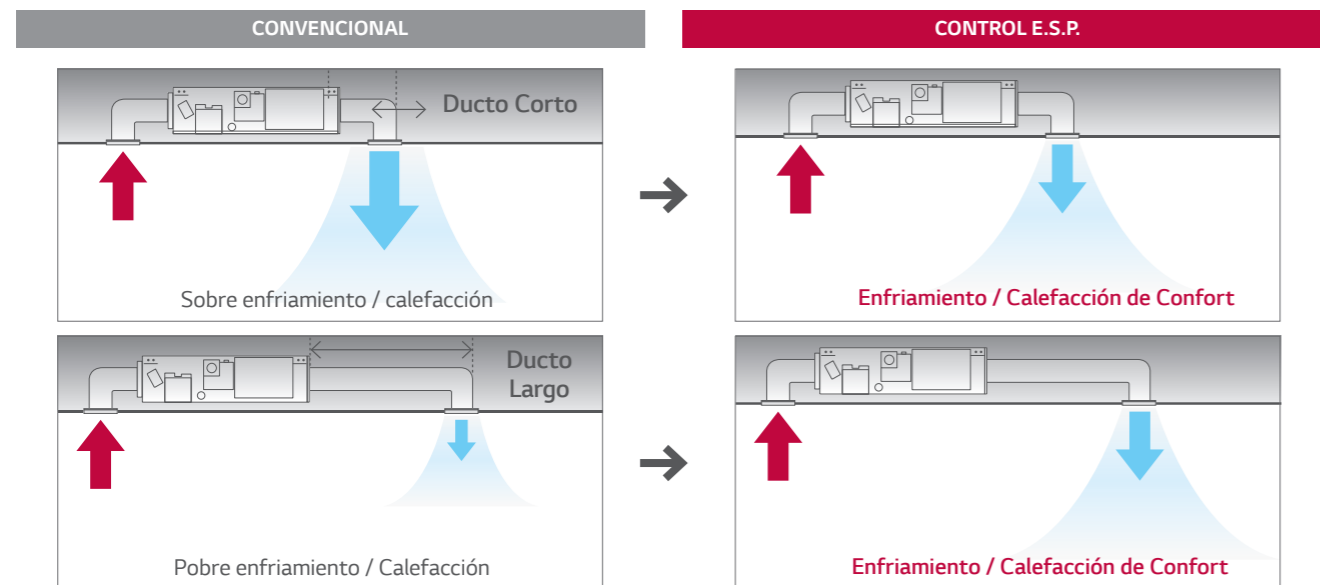 CONVENCIONAL
CONTROL E.S.P.
Ducto Corto
Sobre enfriamiento / calefacción
Enfriamiento / Calefacción de Confort
Ducto
Largo
Pobre enfriamiento / Calefacción
Enfriamiento / Calefacción de Confort